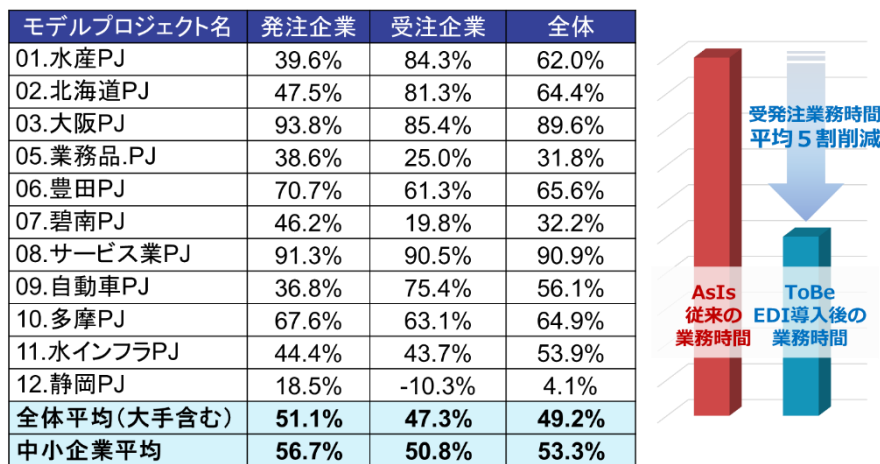 モデルプロジェクト名 発注企業 受注企業 全体
01.水産PJ 39.6% 84.3% 62.0%
02.北海道PJ 47.5% 81.3% 64.4%
03.大阪PJ 93.8% 85.4% 89.6%
05.業務品.PJ 38.6% 25.0% 31.8%
06.豊田PJ 70.7% 61.3% 65.6%
07.碧南PJ 46.2% 19.8% 32.2%
08.サービス業PJ 91.3% 90.5% 90.9%
09.自動車PJ 36.8% 75.4% 56.1%
10.多摩PJ 67.6% 63.1% 64.9%
11.水インフラPJ 44.4% 43.7% 53.9%
12.静岡PJ 18.5% -10.3% 4.1%
全体平均(大手含む) 51.1% 47.3% 49.2%
中小企業平均 56.7% 50.8% 53.3%
受発注業務時間
平均5割削減
AsIs
従来の
業務時間
ToBe
EDI導入後の
業務時間